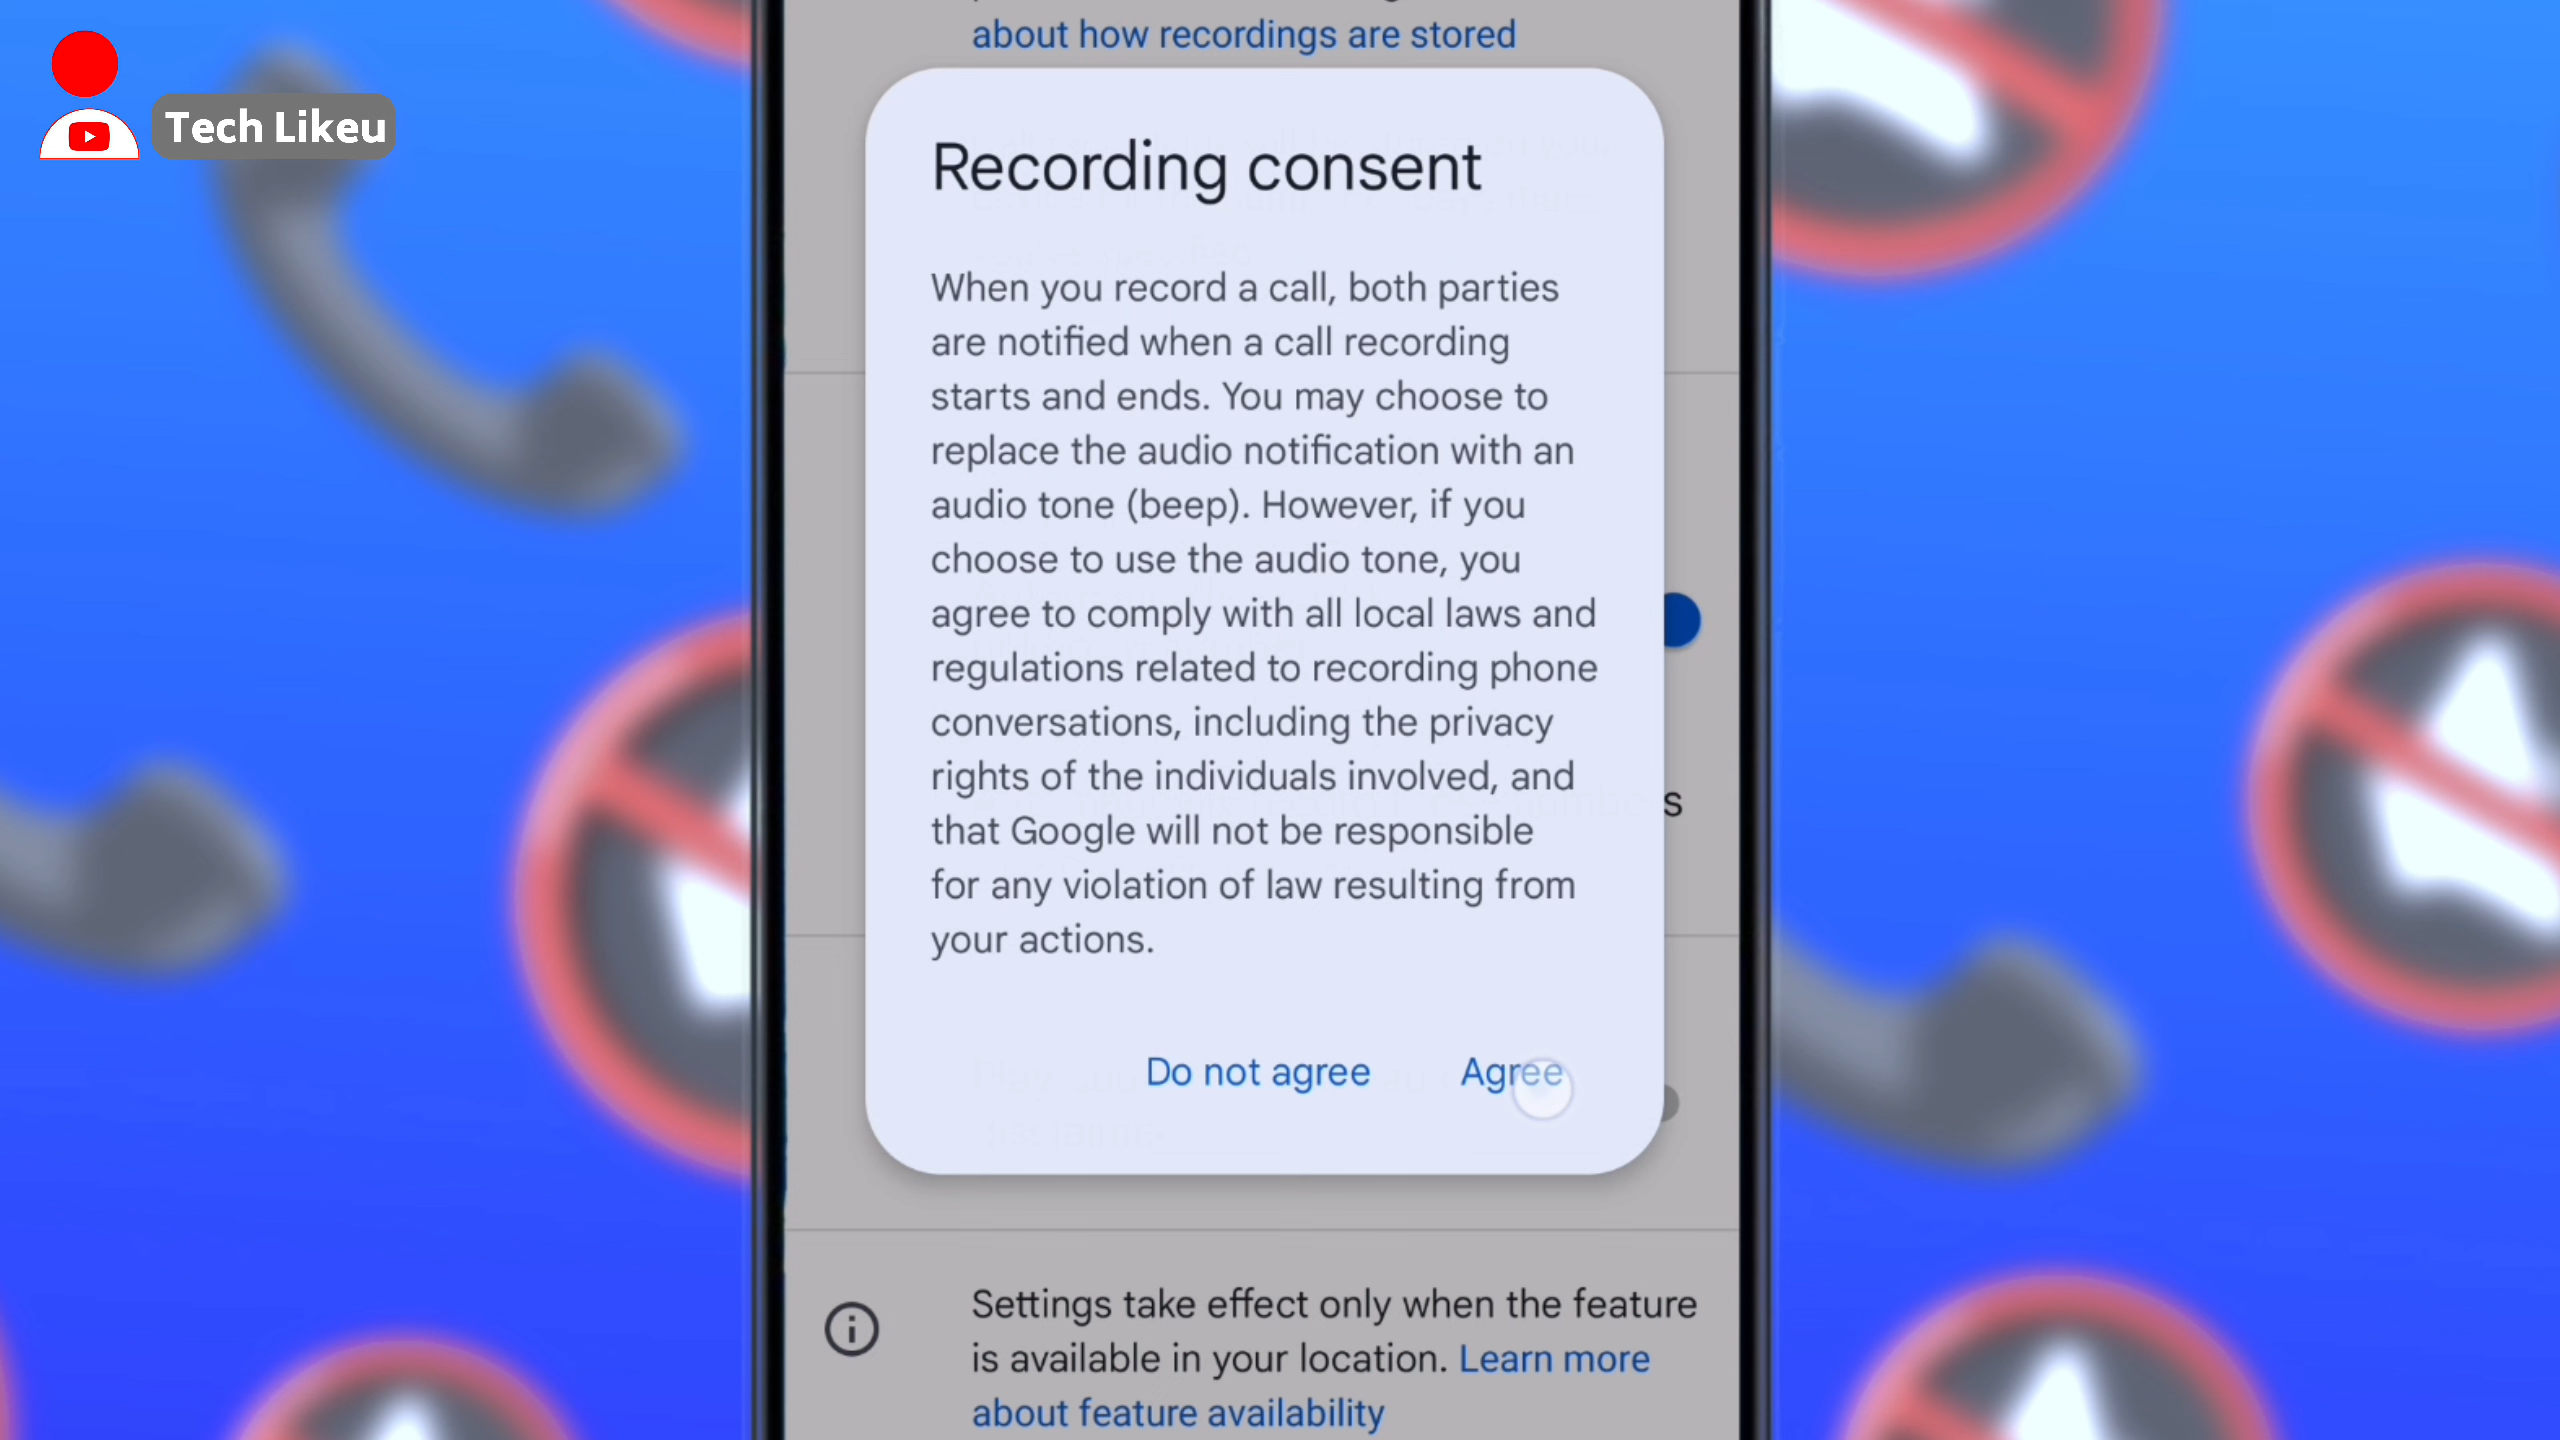 Tech Likeu
about how recordings are stored
Recording consent
When you record a call, both parties
are notified when a call recording
starts and ends. You may choose to
replace the audio notification with an
audio tone (beep). However, if you
choose to use the audio tone, you
agree to comply with all local laws and
regulations related to recording phone
conversations, including the privacy
rights of the individuals involved, and
that Google will not be responsible
for any violation of law resulting from
your actions.
Do not agree Agree
Settings take effect only when the feature
is available in your location. Learn more
about feature availability